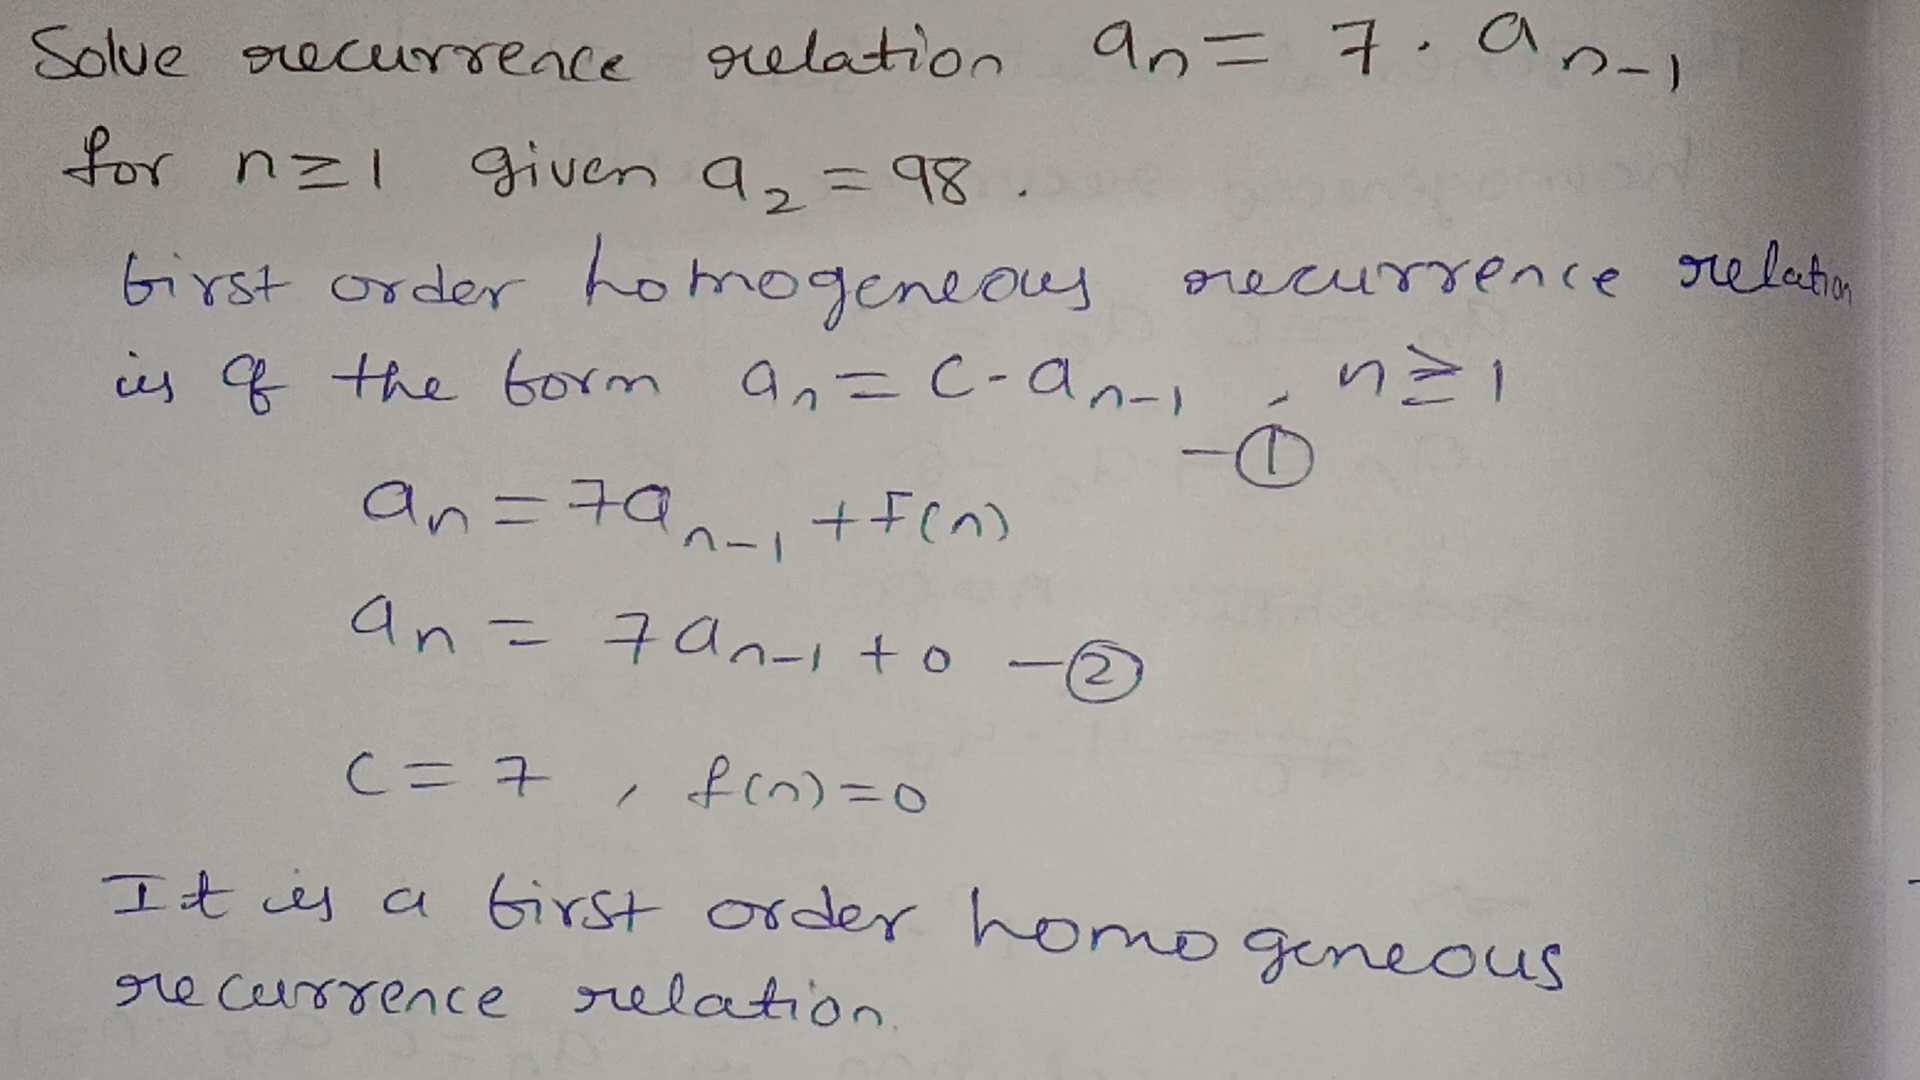 Solve recurrence relation aₙ = 7 · aₙ₋₁
for n ≥ 1 given a₂ = 98 .
first order homogeneous recurrence relation
is of the form aₙ = c - aₙ₋₁ , n ≥ 1
- ①
aₙ = 7aₙ₋₁ + F(n)
aₙ = 7aₙ₋₁ + 0 - ②
c = 7 , f(n) = 0
It is a first order homogeneous
recurrence relation.